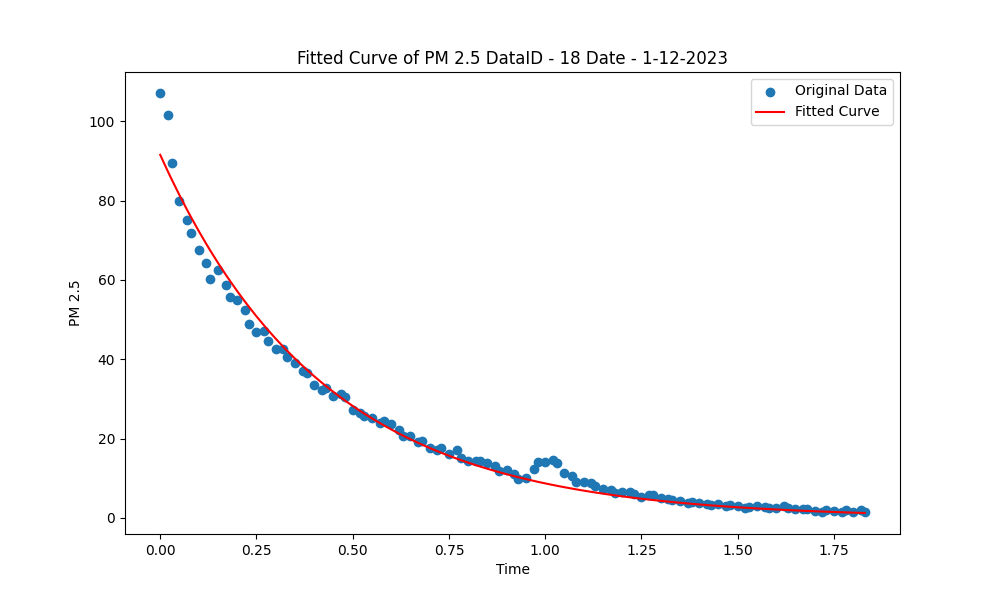 Fitted Curve of PM 2.5 DataID - 18 Date - 1-12-2023
Original Data
Fitted Curve
100
80
60
40
20
0
PM 2.5
0.00 0.25 0.50 0.75 1.00 1.25 1.50 1.75
Time